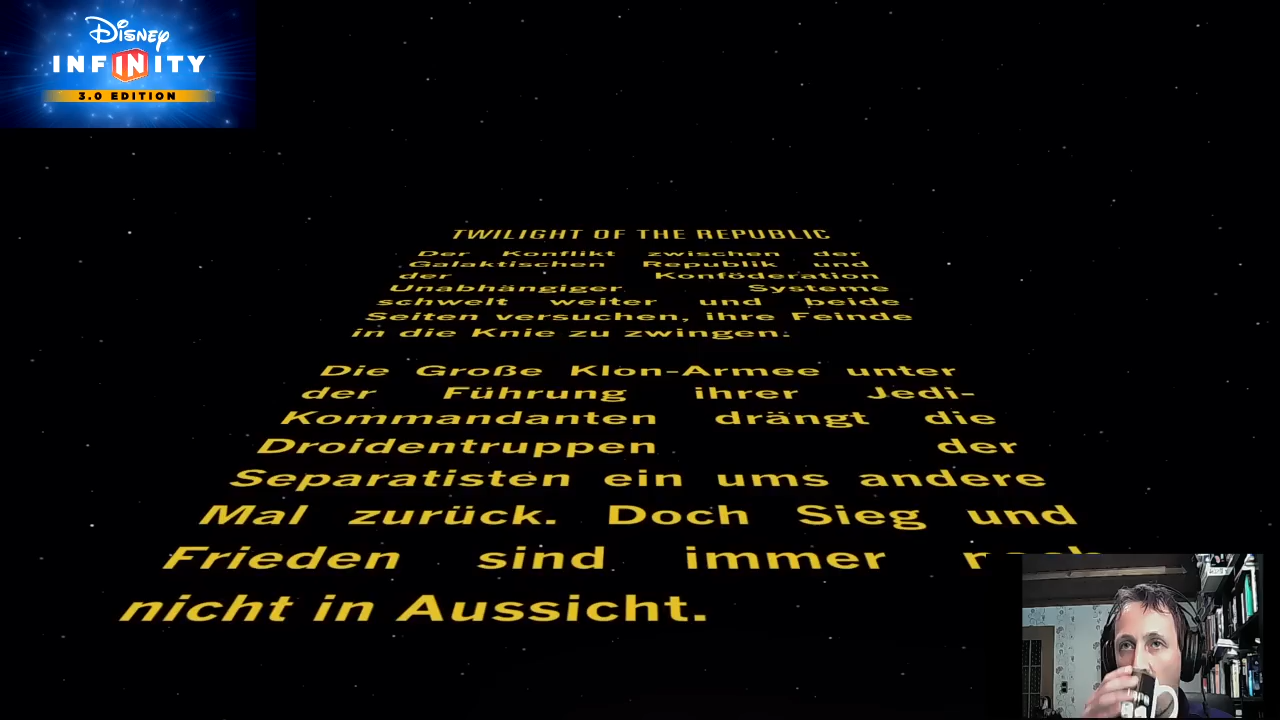 Disney
INFINITY
3.0 EDITION
TWILIGHT OF THE REPUBLIC
Der Konflikt zwischen der
Galaktischen Republik und
der Konföderation
Unabhängiger Systeme
schwelt weiter und beide
Seiten versuchen, ihre Feinde
in die Knie zu zwingen.
Die Große Klon-Armee unter
der Führung ihrer Jedi-
Kommandanten drängt die
Droidentruppen der
Separatisten ein ums andere
Mal zurück. Doch Sieg und
Frieden sind immer noch
nicht in Aussicht.